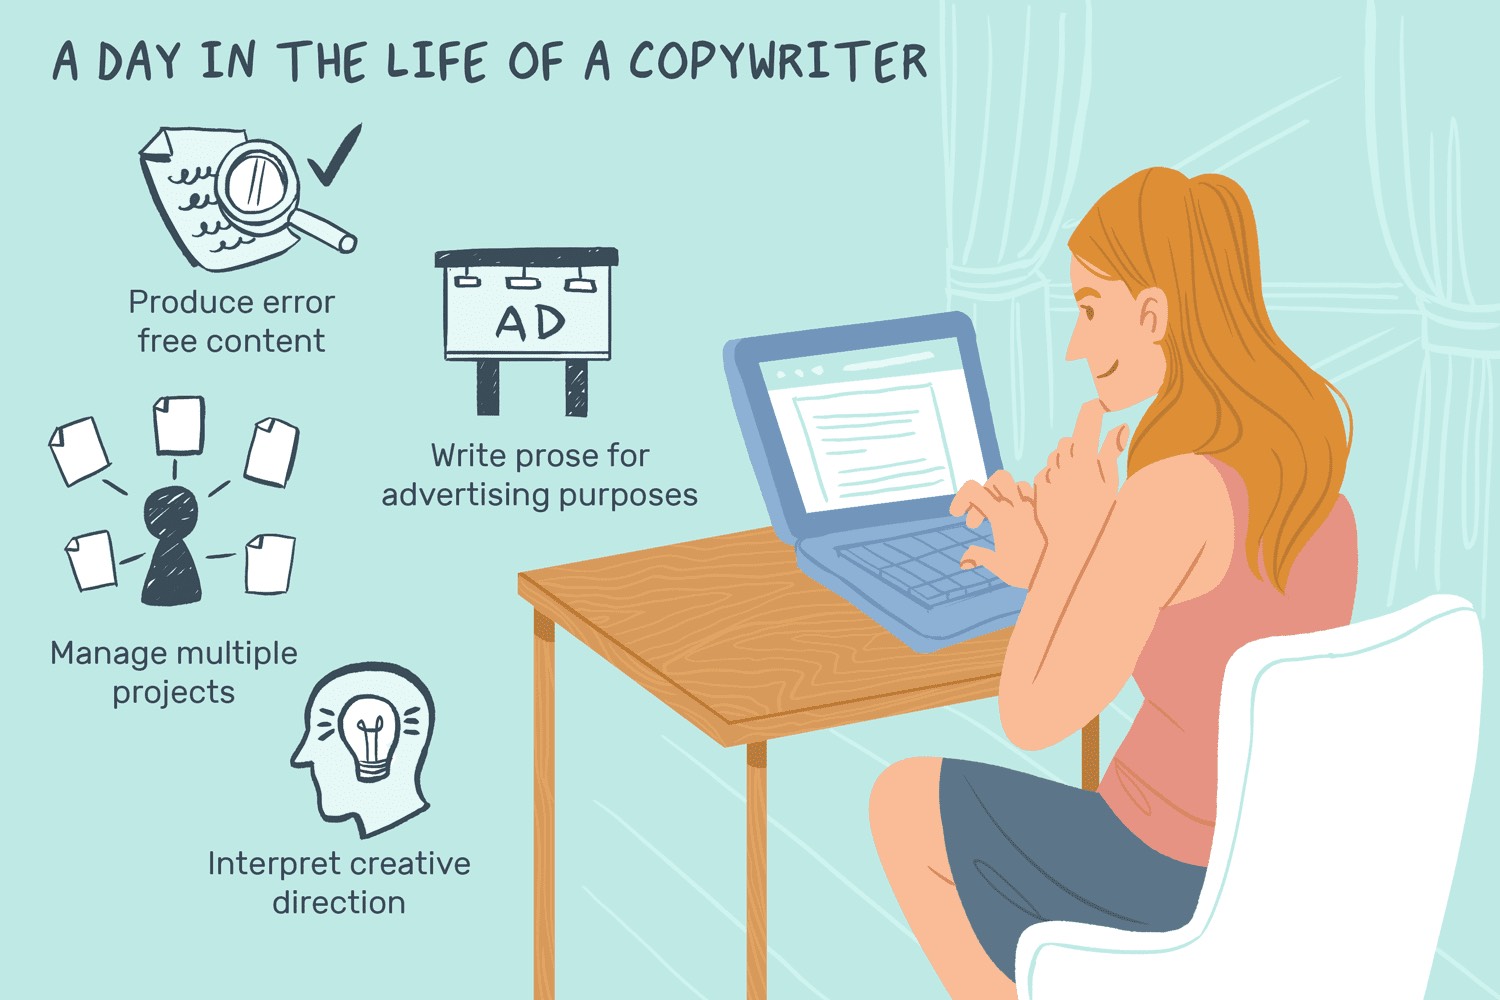 A DAY IN THE LIFE OF A COPYWRITER
Produce error
free content
AD
Write prose for
advertising purposes
Manage multiple
projects
Interpret creative
direction